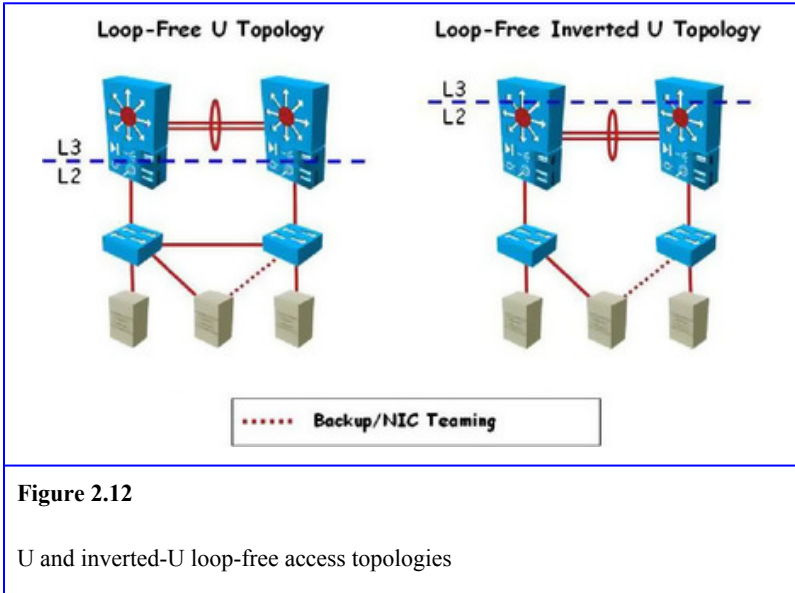 Loop-Free U Topology
Loop-Free Inverted U Topology
L3
L2
L3
L2
Backup/NIC Teaming
Figure 2.12
U and inverted-U loop-free access topologies